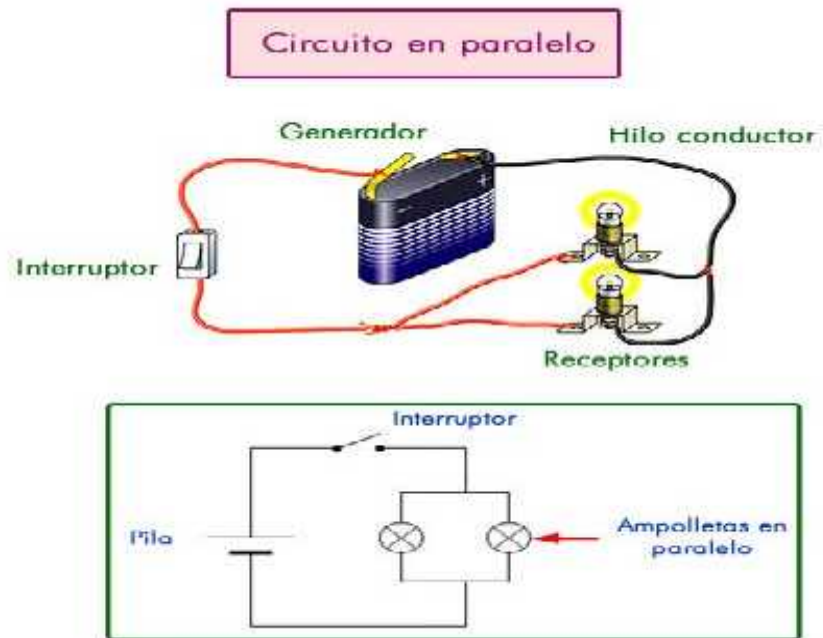 Circuito en paralelo
Generador
Hilo conductor
- +
Interruptor
Receptores
Interruptor
Pila
Ampolletas en
paralelo